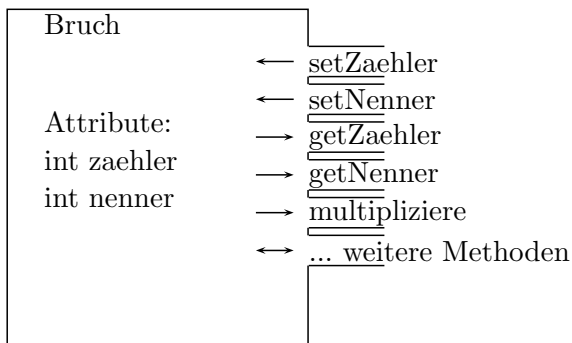 Bruch
Attribute:
int zaehler
int nenner
setZaehler
setNenner
getZaehler
getNenner
multipliziere
... weitere Methoden